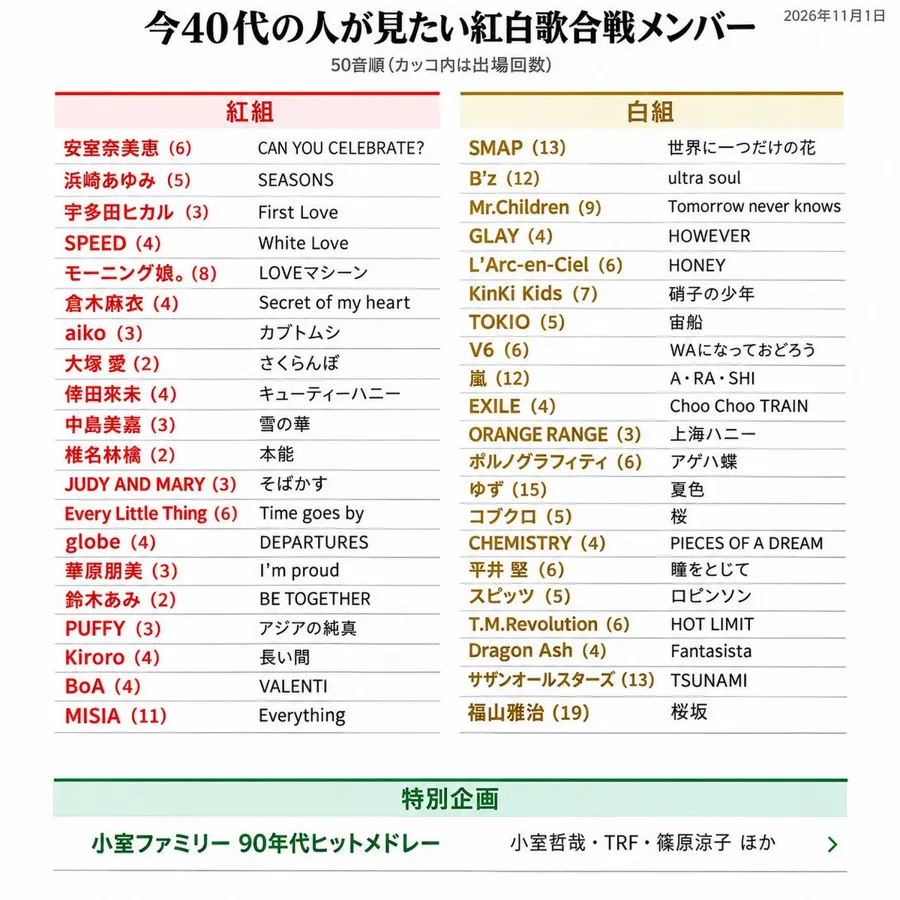 今40代の人が見たい紅白歌合戦メンバー
2026年11月1日
50音順（カッコ内は出場回数）
紅組
安室奈美恵（6） CAN YOU CELEBRATE?
浜崎あゆみ（5） SEASONS
宇多田ヒカル（3） First Love
SPEED（4） White Love
モーニング娘。（8） LOVEマシーン
倉木麻衣（4） Secret of my heart
aiko（3） カブトムシ
大塚 愛（2） さくらんぼ
倖田來未（4） キューティーハニー
中島美嘉（3） 雪の華
椎名林檎（2） 本能
JUDY AND MARY（3） そばかす
Every Little Thing（6） Time goes by
globe（4） DEPARTURES
華原朋美（3） I'm proud
鈴木あみ（2） BE TOGETHER
PUFFY（3） アジアの純真
Kiroro（4） 長い間
BoA（4） VALENTI
MISIA（11） Everything
白組
SMAP（13） 世界に一つだけの花
B'z（12） ultra soul
Mr.Children（9） Tomorrow never knows
GLAY（4） HOWEVER
L'Arc-en-Ciel（6） HONEY
KinKi Kids（7） 硝子の少年
TOKIO（5） 宙船
V6（6） WAになっておどろう
嵐（12） A・RA・SHI
EXILE（4） Choo Choo TRAIN
ORANGE RANGE（3） 上海ハニー
ポルノグラフィティ（6） アゲハ蝶
ゆず（15） 夏色
コブクロ（5） 桜
CHEMISTRY（4） PIECES OF A DREAM
平井 堅（6） 瞳をとじて
スピッツ（5） ロビンソン
T.M.Revolution（6） HOT LIMIT
Dragon Ash（4） Fantasista
サザンオールスターズ（13） TSUNAMI
福山雅治（19） 桜坂
特別企画
小室ファミリー 90年代ヒットメドレー 小室哲哉・TRF・篠原涼子 ほか